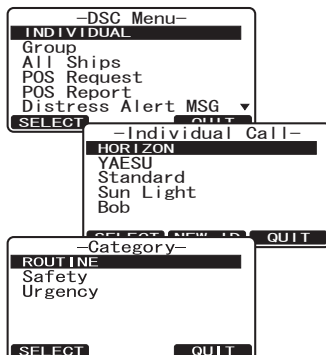 –DSC Menu–
INDIVIDUAL
Group
All Ships
POS Request
POS Report
Distress Alert MSG ▼
SELECT QUIT
–Individual Call–
HORIZON
YAESU
Standard
Sun Light
Bob
SELECT NEW ID QUIT
–Category–
ROUTINE
Safety
Urgency
SELECT QUIT